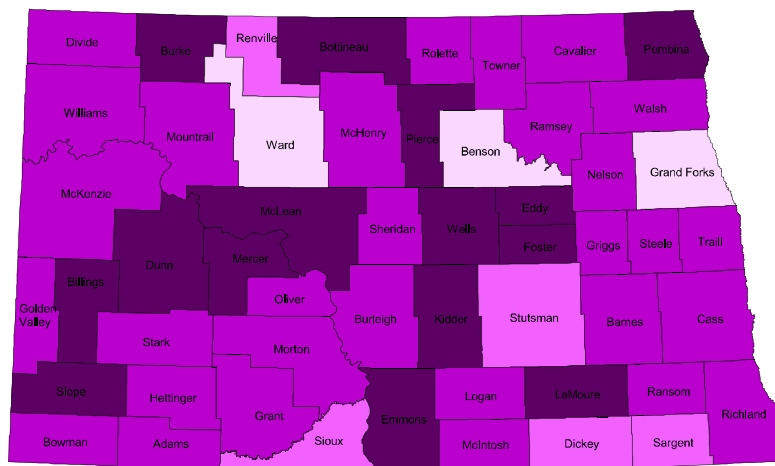 Divide
Burke
Renville
Bottineau
Rolette
Towner
Cavalier
Pembina
Williams
Mountrail
Ward
McHenry
Pierce
Benson
Ramsey
Walsh
McKenzie
Nelson
Grand Forks
McLean
Sheridan
Wells
Eddy
Foster
Griggs
Steele
Traill
Dunn
Mercer
Billings
Oliver
Golden
Valley
Burleigh
Kidder
Stutsman
Barnes
Cass
Stark
Morton
Slope
Hettinger
Grant
Emmons
Logan
LaMoure
Ransom
Richland
Bowman
Adams
Sioux
McIntosh
Dickey
Sargent